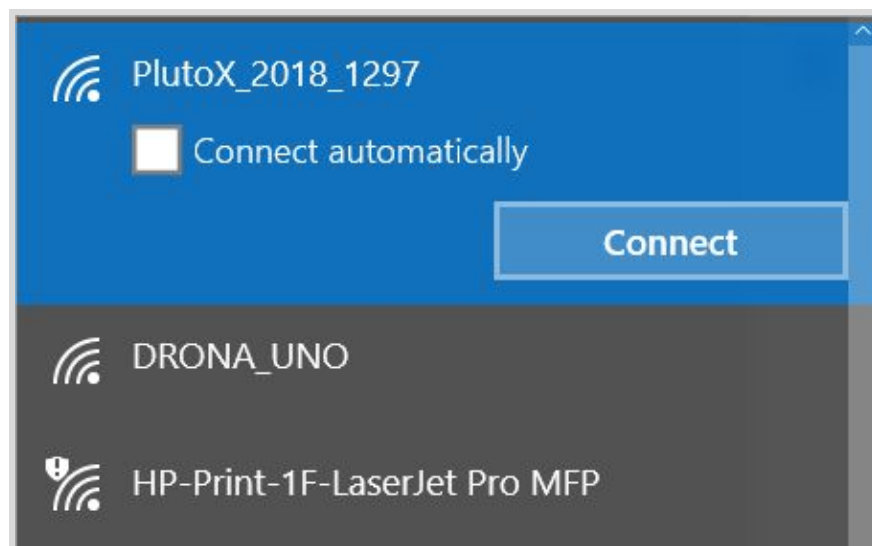 PlutoX_2018_1297
Connect automatically
Connect
DRONA_UNO
HP-Print-1F-LaserJet Pro MFP